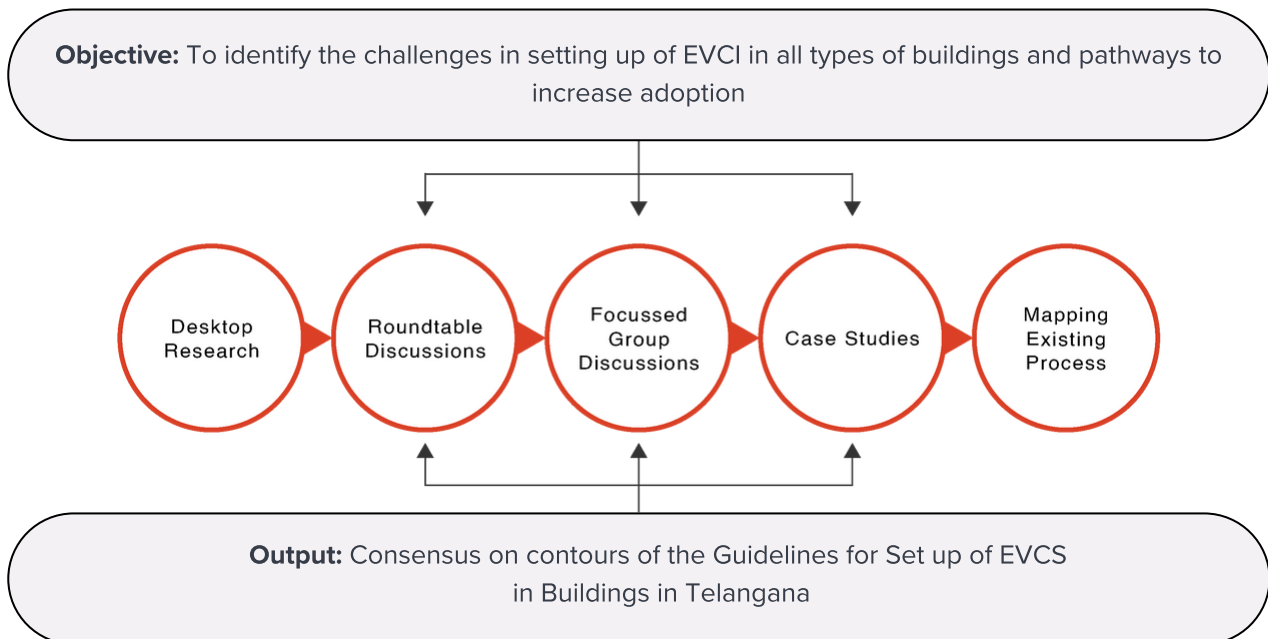 Objective: To identify the challenges in setting up of EVCI in all types of buildings and pathways to
increase adoption
Desktop
Research
Roundtable
Discussions
Focussed
Group
Discussions
Case Studies
Mapping
Existing
Process
Output: Consensus on contours of the Guidelines for Set up of EVCS
in Buildings in Telangana